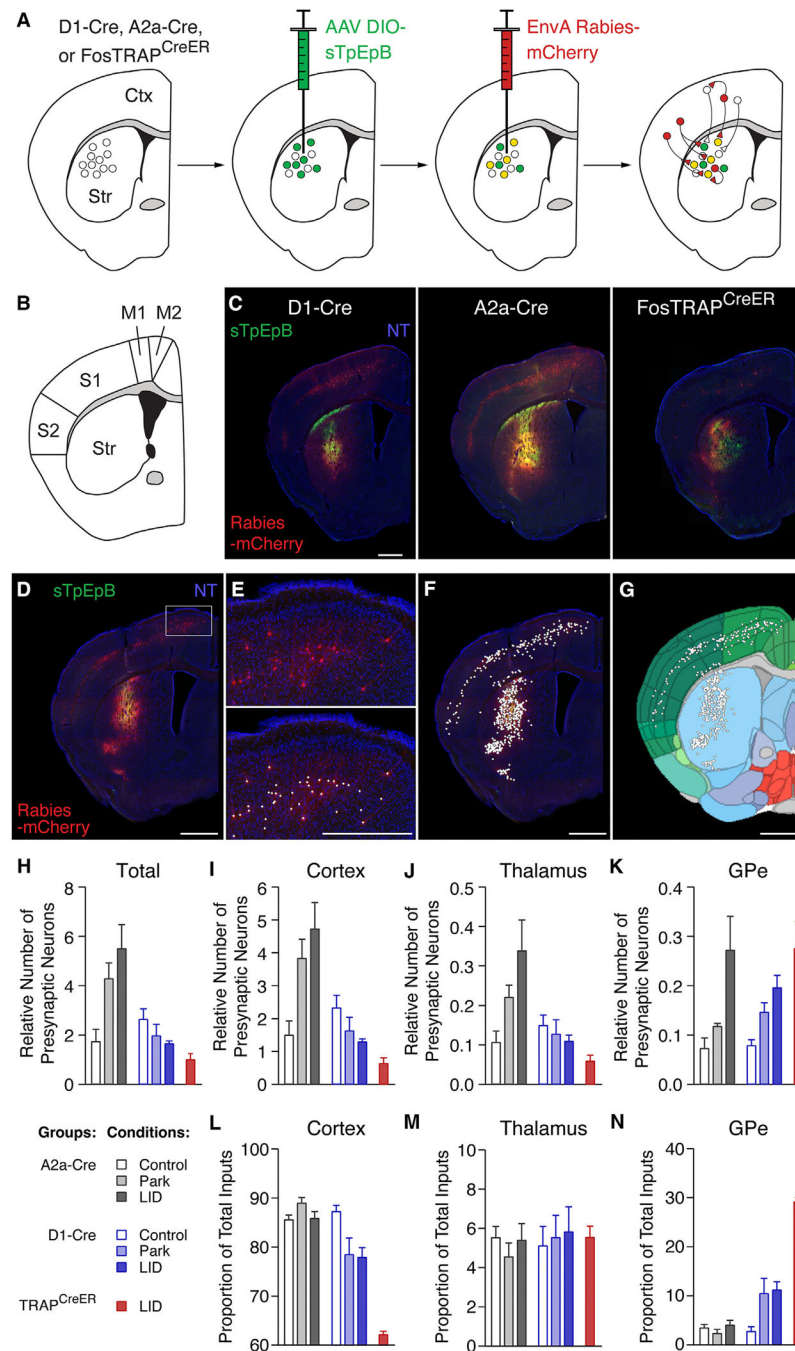 A
D1-Cre, A2a-Cre,
or FosTRAPCreER
AAV DIO-
sTpEpB
EnvA Rabies-
mCherry
Ctx
Str
B
M1 M2
S1
S2
Str
C
D1-Cre
A2a-Cre
FosTRAPCreER
sTpEpB
NT
Rabies
-mCherry
D
sTpEpB
NT
Rabies
-mCherry
E
F
G
H
Total
Relative Number of
Presynaptic Neurons
8
6
4
2
0
I
Cortex
Relative Number of
Presynaptic Neurons
6
5
4
3
2
1
0
J
Thalamus
Relative Number of
Presynaptic Neurons
0.5
0.4
0.3
0.2
0.1
0.0
K
GPe
Relative Number of
Presynaptic Neurons
0.4
0.3
0.2
0.1
0.0
Groups: Conditions:
A2a-Cre
Control
Park
LID
D1-Cre
Control
Park
LID
TRAPCreER
LID
L
Cortex
Proportion of Total Inputs
100
90
80
70
60
M
Thalamus
Proportion of Total Inputs
10
8
6
4
2
0
N
GPe
Proportion of Total Inputs
40
30
20
10
0